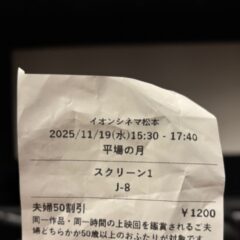 イオンシネマ松本
2025/11/19(水)15:30 - 17:40
平場の月
スクリーン1
J-8
夫婦50割引
￥1200
同一作品・同一時間の上映回を鑑賞されるご夫
婦どちらかが50歳以上のおふたりが対象です